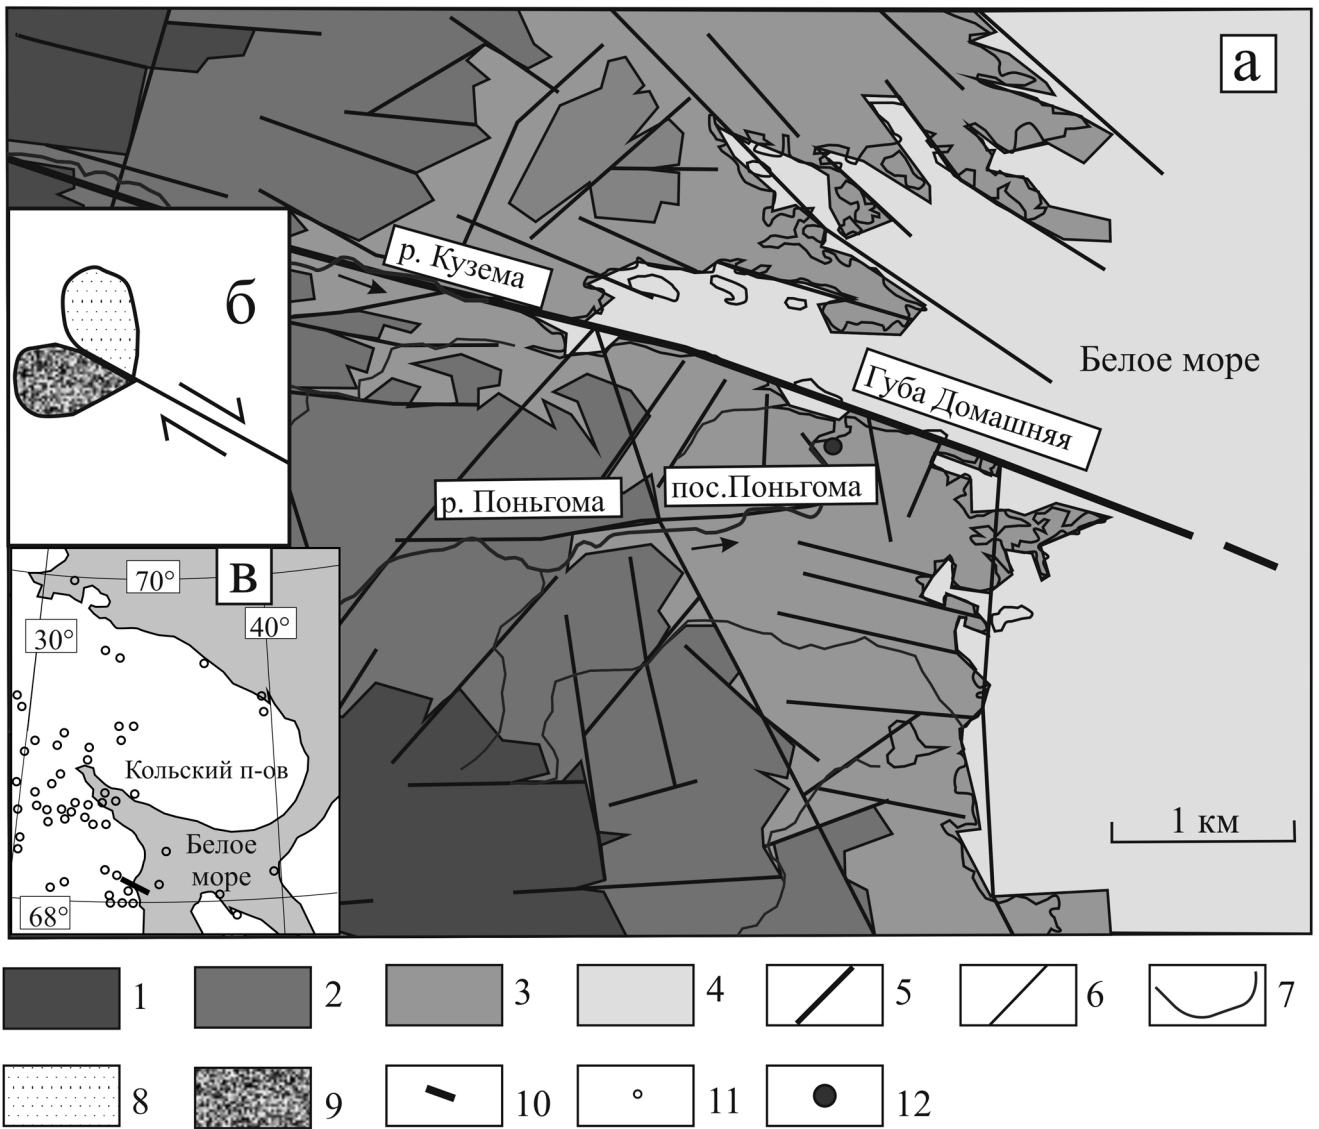 а
р. Кузема
б
Белое море
Губа Домашняя
р. Поньгома
пос.Поньгома
в
70°
30°
40°
Кольский п-ов
Белое
море
68°
1 км
1
2
3
4
5
6
7
8
9
10
11
12